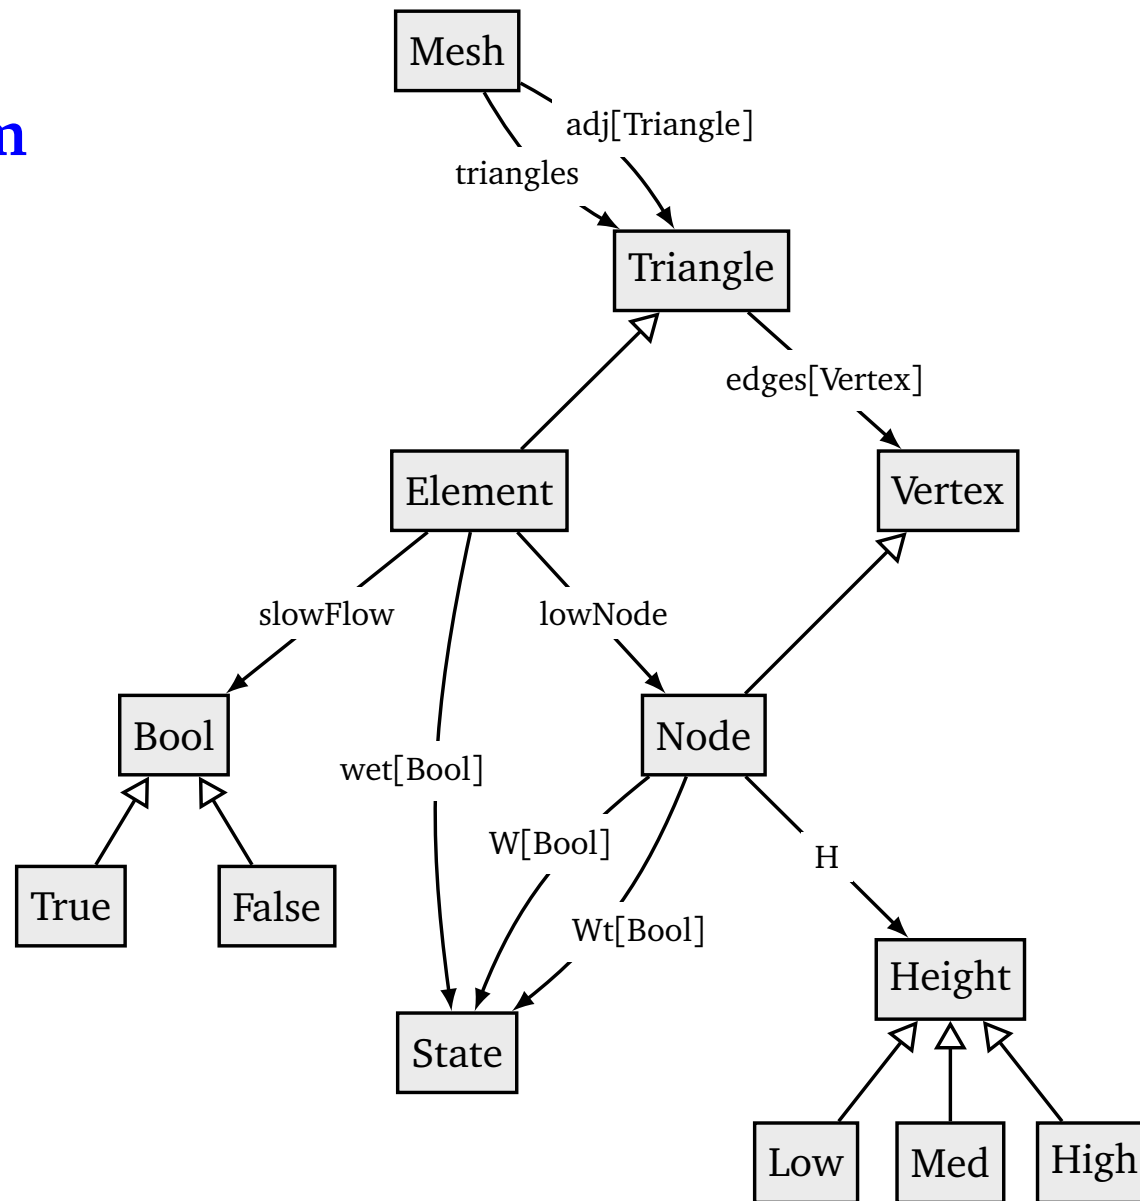 Mesh
adj[Triangle]
m
triangles
Triangle
edges[Vertex]
Element
Vertex
slowFlow
lowNode
Bool
Node
wet[Bool]
W[Bool]
H
True
False
Wt[Bool]
Height
State
Low
Med
High